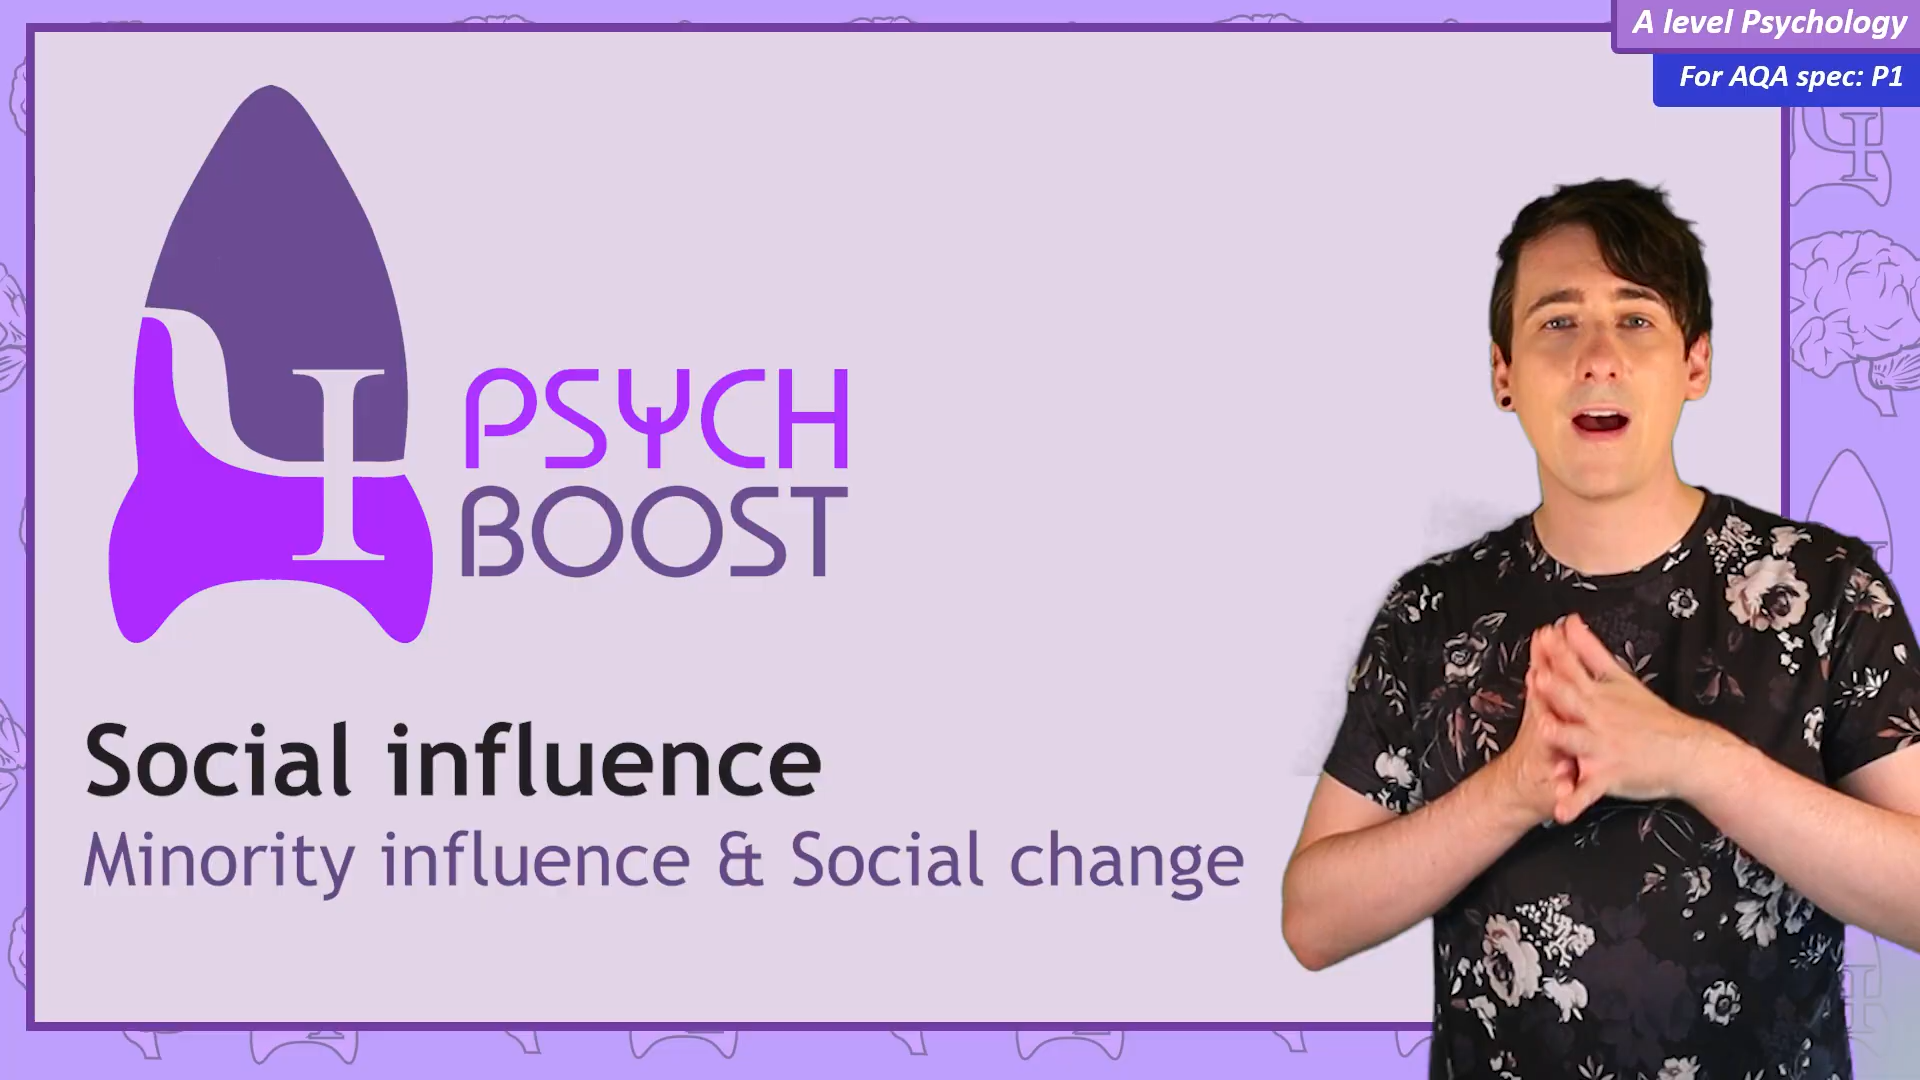 A level Psychology
For AQA spec: P1
PSYCH
BOOST
Social influence
Minority influence & Social change